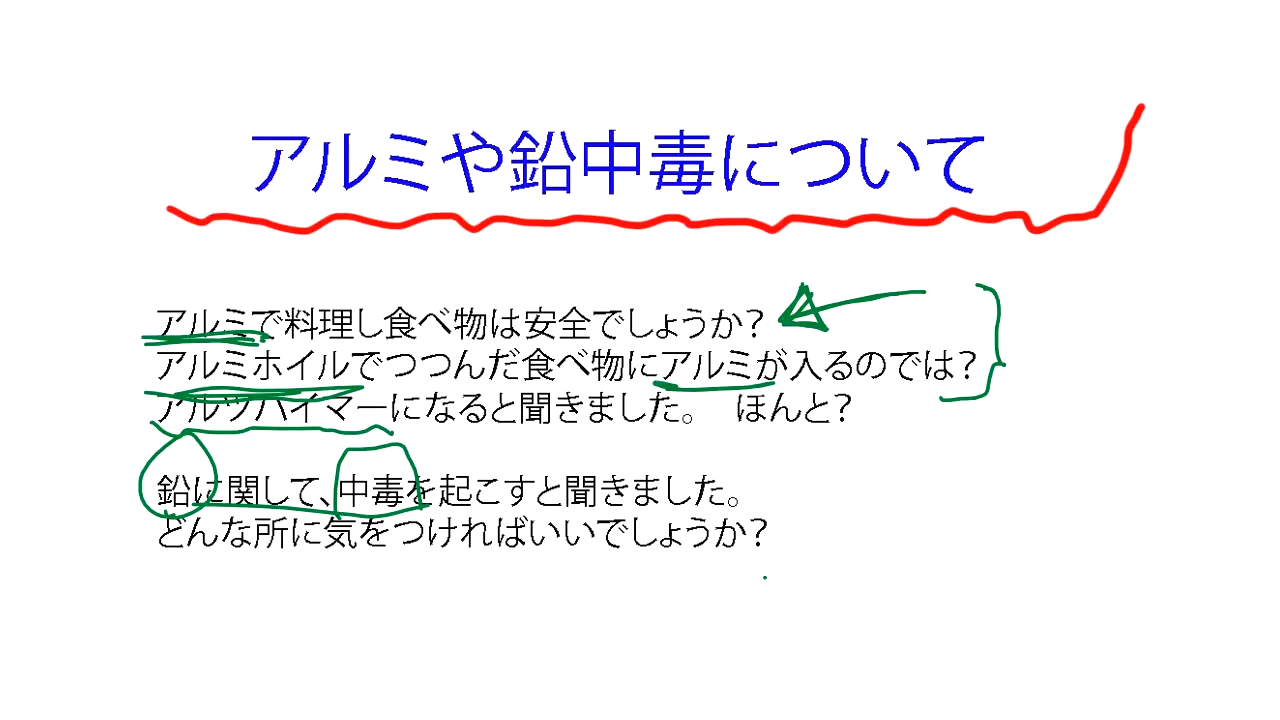 アルミや鉛中毒について
アルミで料理し食べ物は安全でしょうか？
アルミホイルでつつんだ食べ物にアルミが入るのでは？
アルツハイマーになると聞きました。　ほんと？
鉛に関して、中毒を起こすと聞きました。
どんな所に気をつければいいでしょうか？